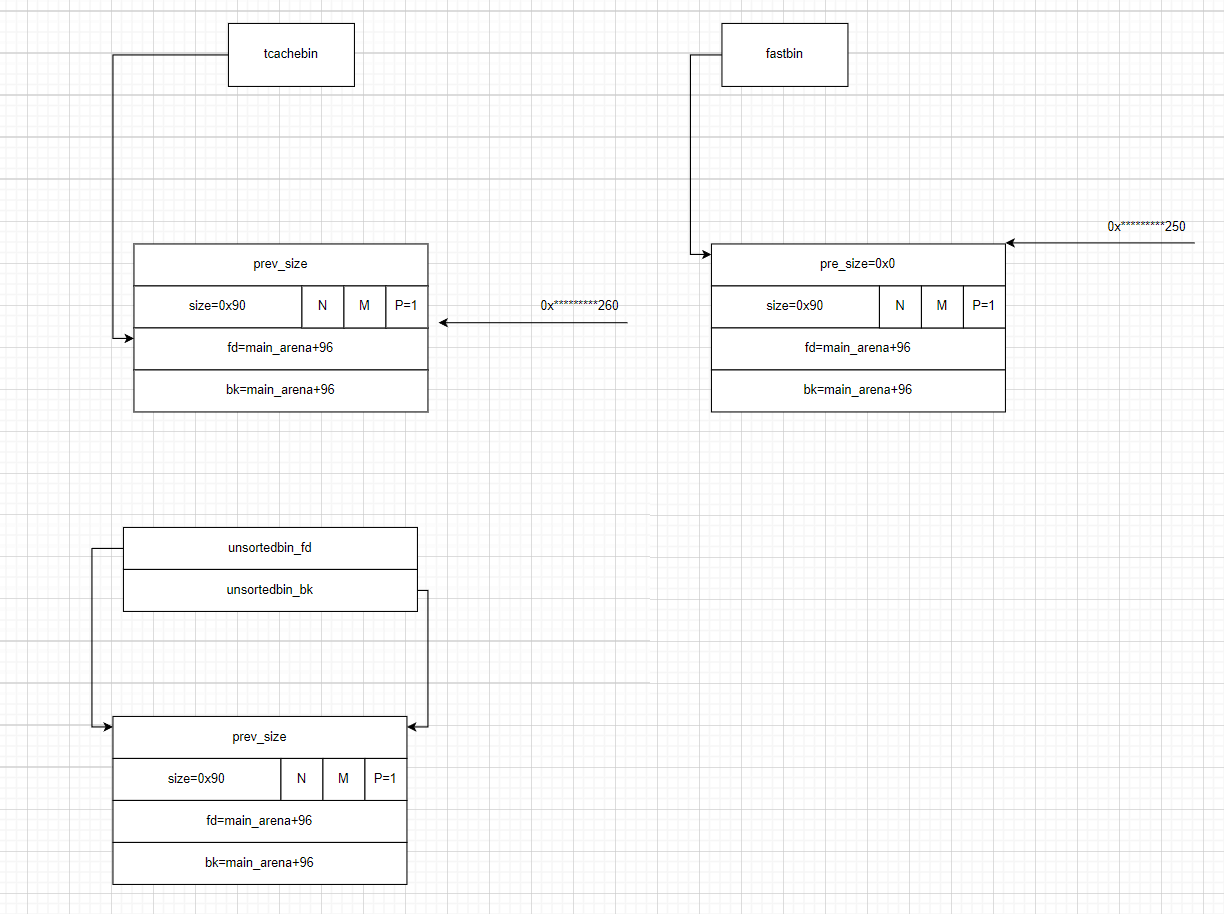 tcachebin
fastbin
0x*********250
prev_size
pre_size=0x0
size=0x90 N M P=1
0x*********260
size=0x90 N M P=1
fd=main_arena+96
fd=main_arena+96
bk=main_arena+96
bk=main_arena+96
unsortedbin_fd
unsortedbin_bk
prev_size
size=0x90 N M P=1
fd=main_arena+96
bk=main_arena+96